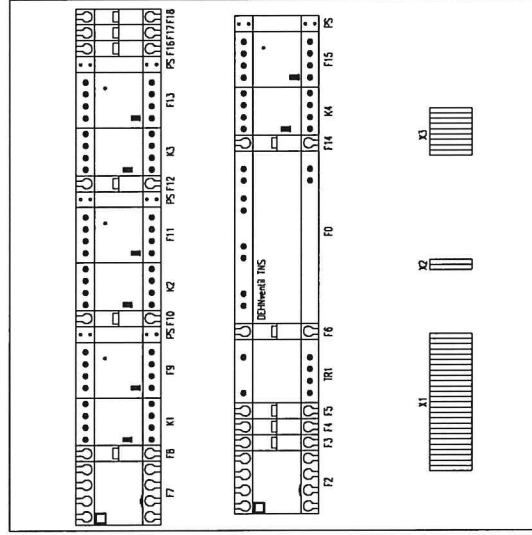 F7 F8 K1 F9 PS F10 K2 F11 PS F12 K3 F13 PS F16 F17 F18
DEHNventil TNS
F2 F3 F4 F5 TR1 F6 F0 F14 K4 F15 PS
X1 X2 X3